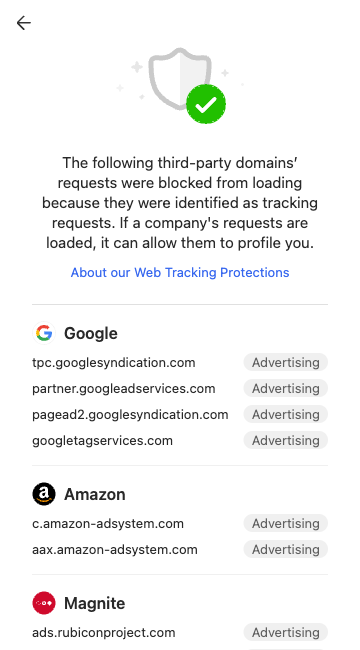 The following third-party domains’
requests were blocked from loading
because they were identified as tracking
requests. If a company's requests are
loaded, it can allow them to profile you.
About our Web Tracking Protections
Google
tpc.googlesyndication.com Advertising
partner.googleadservices.com Advertising
pagead2.googlesyndication.com Advertising
googletagservices.com Advertising
Amazon
c.amazon-adsystem.com Advertising
aax.amazon-adsystem.com Advertising
Magnite
ads.rubiconproject.com Advertising